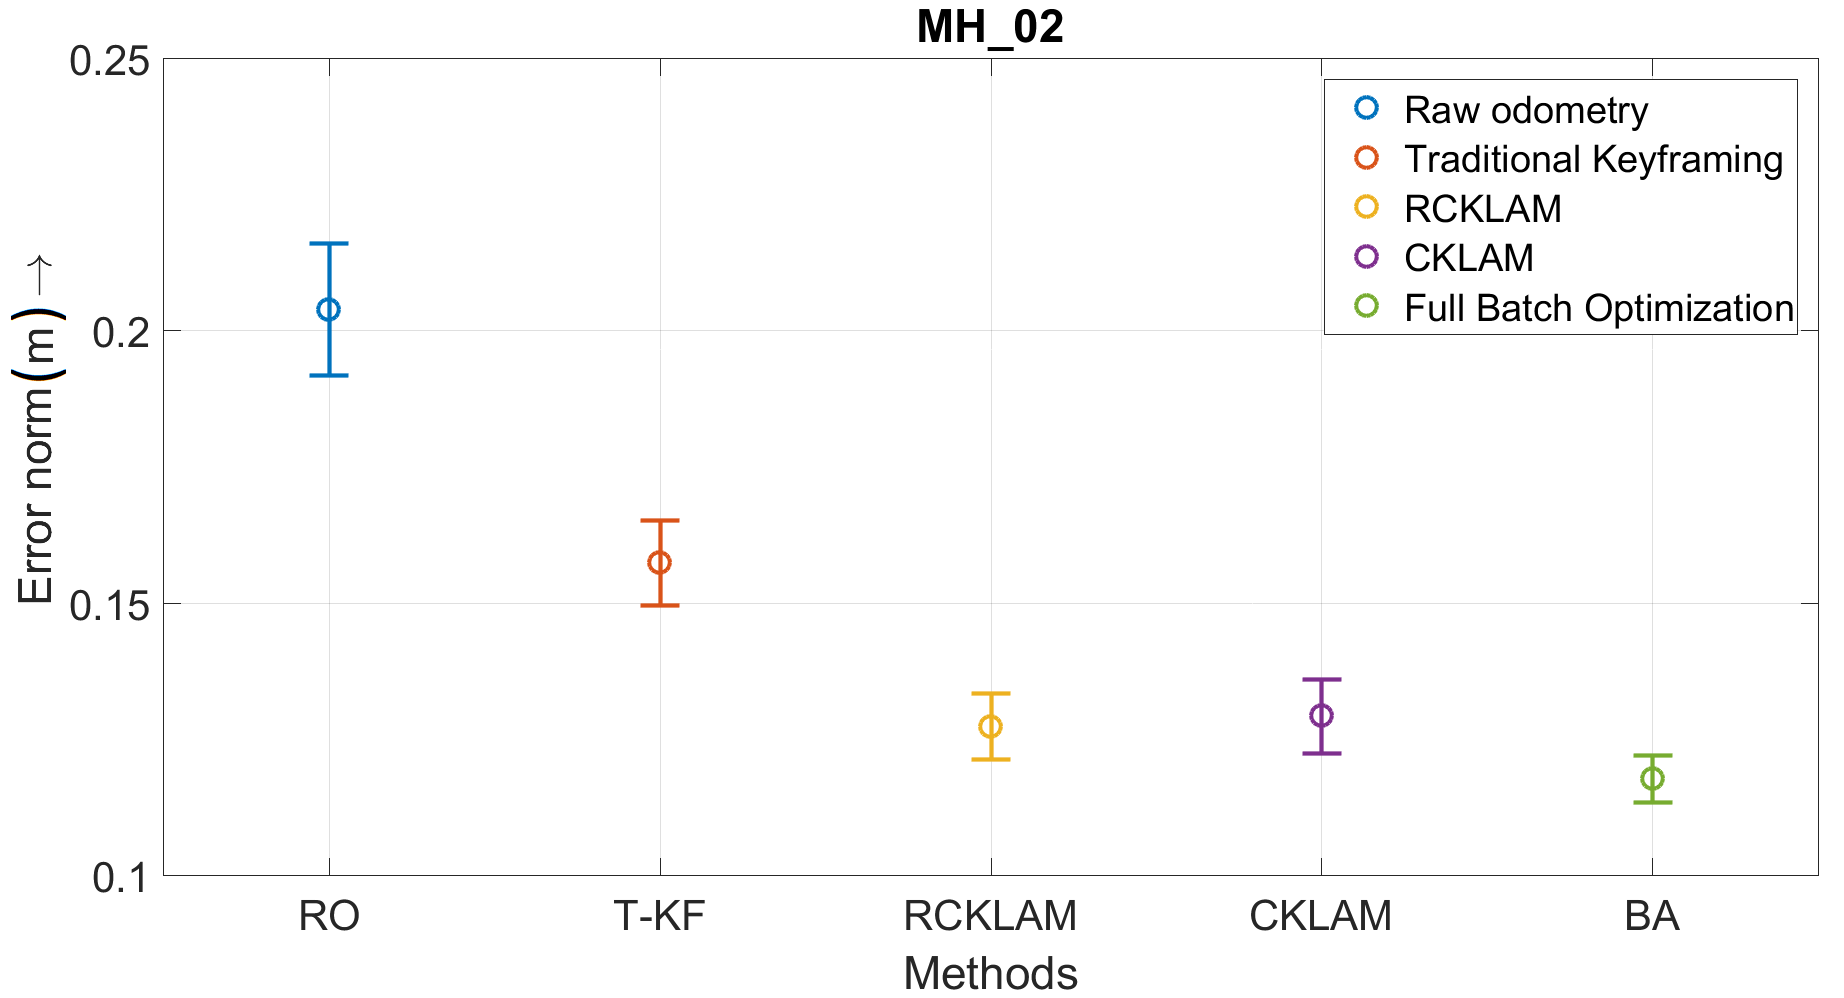 MH_02
0.25
0.2
0.15
0.1
Error norm(m)→
Raw odometry
Traditional Keyframing
RCKLAM
CKLAM
Full Batch Optimization
RO T-KF RCKLAM CKLAM BA
Methods